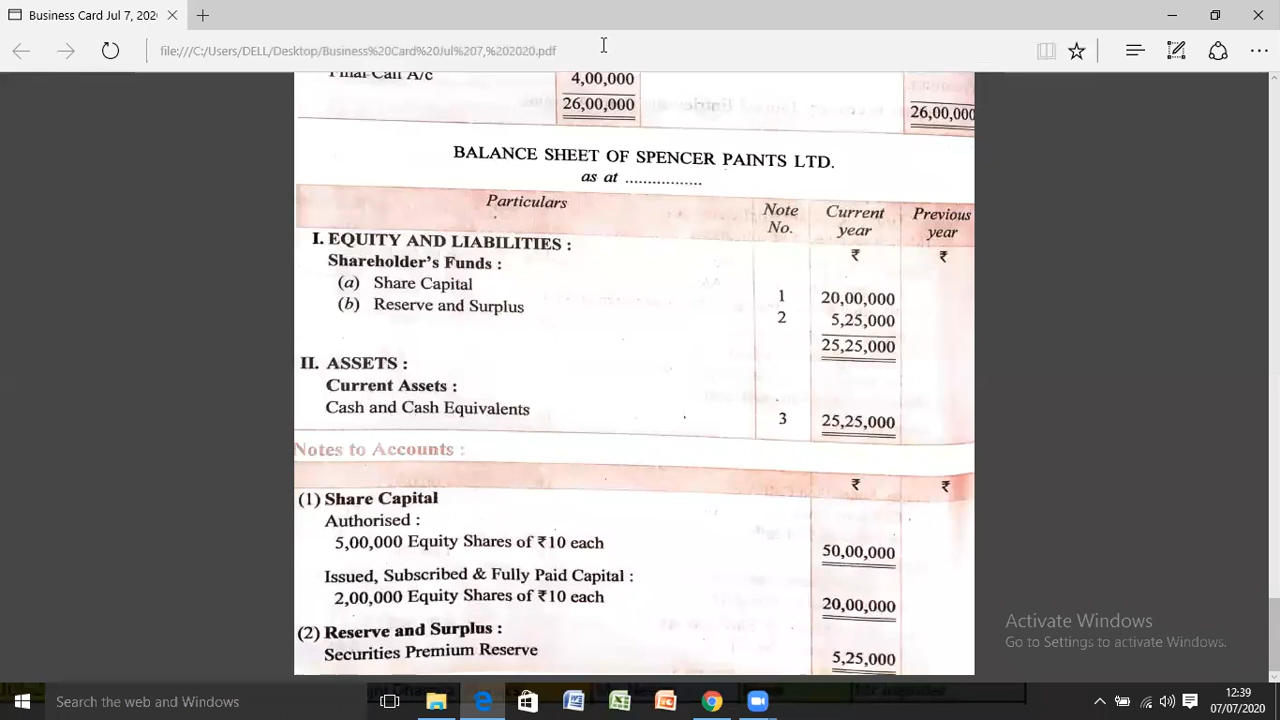 Business Card Jul 7, 202
file:///C:/Users/DELL/Desktop/Business%20Card%20Jul%207,%202020.pdf
Final Call A/c 4,00,000
26,00,000 26,00,000
BALANCE SHEET OF SPENCER PAINTS LTD.
as at .................
Particulars Note No. Current year Previous year
₹ ₹
I. EQUITY AND LIABILITIES :
Shareholder's Funds :
(a) Share Capital 1 20,00,000
(b) Reserve and Surplus 2 5,25,000
25,25,000
II. ASSETS :
Current Assets :
Cash and Cash Equivalents 3 25,25,000
Notes to Accounts :
₹ ₹
(1) Share Capital
Authorised :
5,00,000 Equity Shares of ₹10 each 50,00,000
Issued, Subscribed & Fully Paid Capital :
2,00,000 Equity Shares of ₹10 each 20,00,000
(2) Reserve and Surplus :
Securities Premium Reserve 5,25,000
Activate Windows
Go to Settings to activate Windows.
Search the web and Windows
12:39
07/07/2020